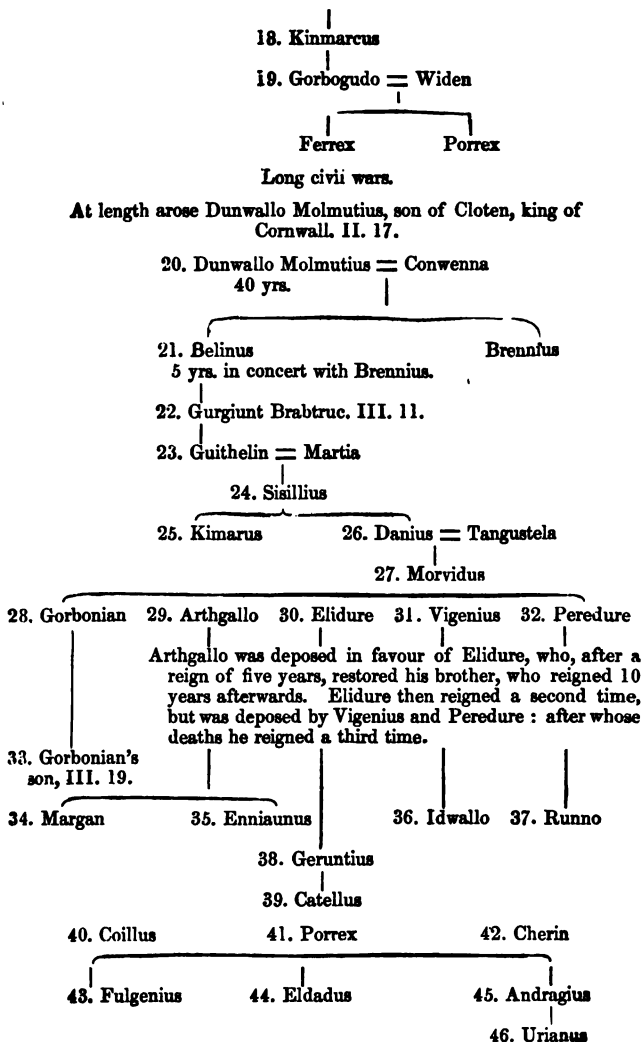 18. Kinmarcus
19. Gorbogudo = Widen
Ferrex Porrex
Long civii wars.
At length arose Dunwallo Molmutius, son of Cloten, king of
Cornwall. II. 17.
20. Dunwallo Molmutius = Conwenna
40 yrs.
21. Belinus Brennius
5 yrs. in concert with Brennius.
22. Gurgiunt Brabtruc. III. 11.
23. Guithelin = Martia
24. Sisillius
25. Kimarus 26. Danius = Tangustela
27. Morvidus
28. Gorbonian 29. Arthgallo 30. Elidure 31. Vigenius 32. Peredure
Arthgallo was deposed in favour of Elidure, who, after a
reign of five years, restored his brother, who reigned 10
years afterwards. Elidure then reigned a second time,
but was deposed by Vigenius and Peredure : after whose
deaths he reigned a third time.
33. Gorbonian's
son, III. 19.
34. Margan 35. Enniaunus 36. Idwallo 37. Runno
38. Geruntius
39. Catellus
40. Coillus 41. Porrex 42. Cherin
43. Fulgenius 44. Eldadus 45. Andragius
46. Urianus